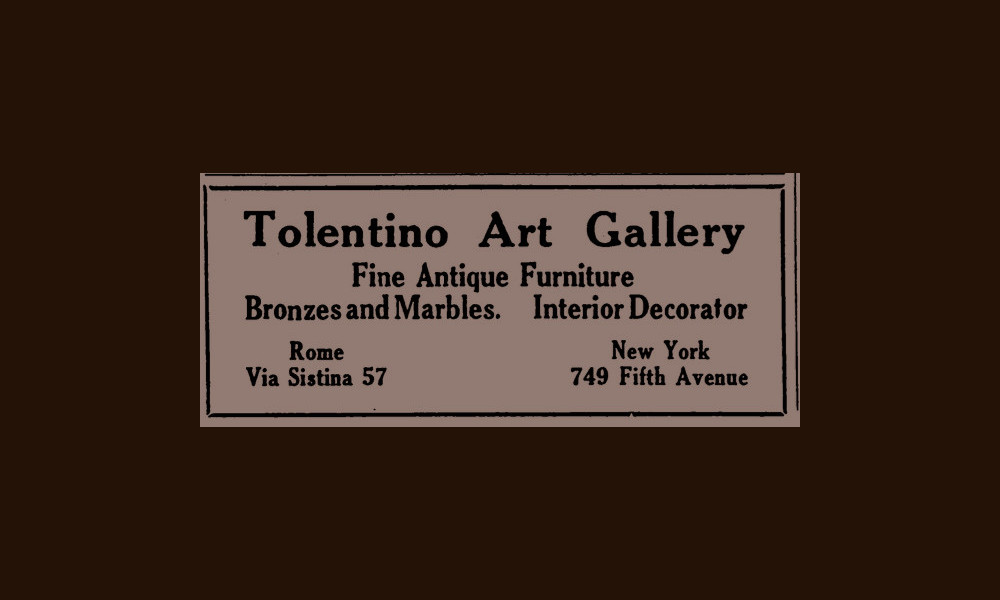 Tolentino Art Gallery
Fine Antique Furniture
Bronzes and Marbles. Interior Decorator
Rome New York
Via Sistina 57 749 Fifth Avenue